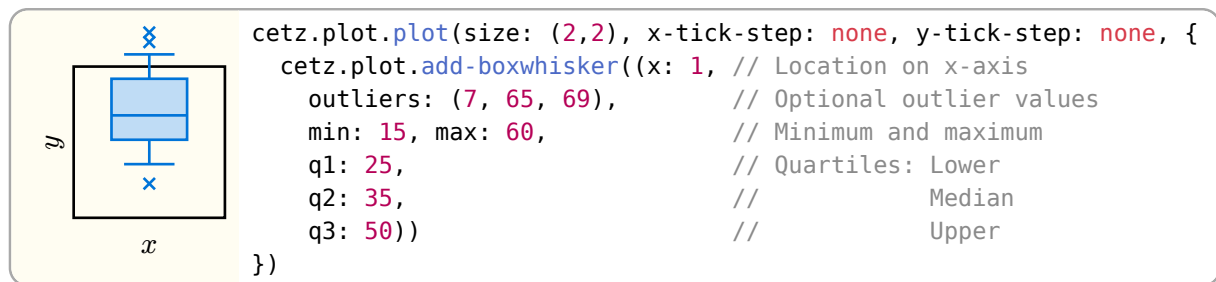 y
x
cetz.plot.plot(size: (2,2), x-tick-step: none, y-tick-step: none, {
  cetz.plot.add-boxwhisker((x: 1, // Location on x-axis
    outliers: (7, 65, 69),        // Optional outlier values
    min: 15, max: 60,             // Minimum and maximum
    q1: 25,                       // Quartiles: Lower
    q2: 35,                       //            Median
    q3: 50))                      //            Upper
})